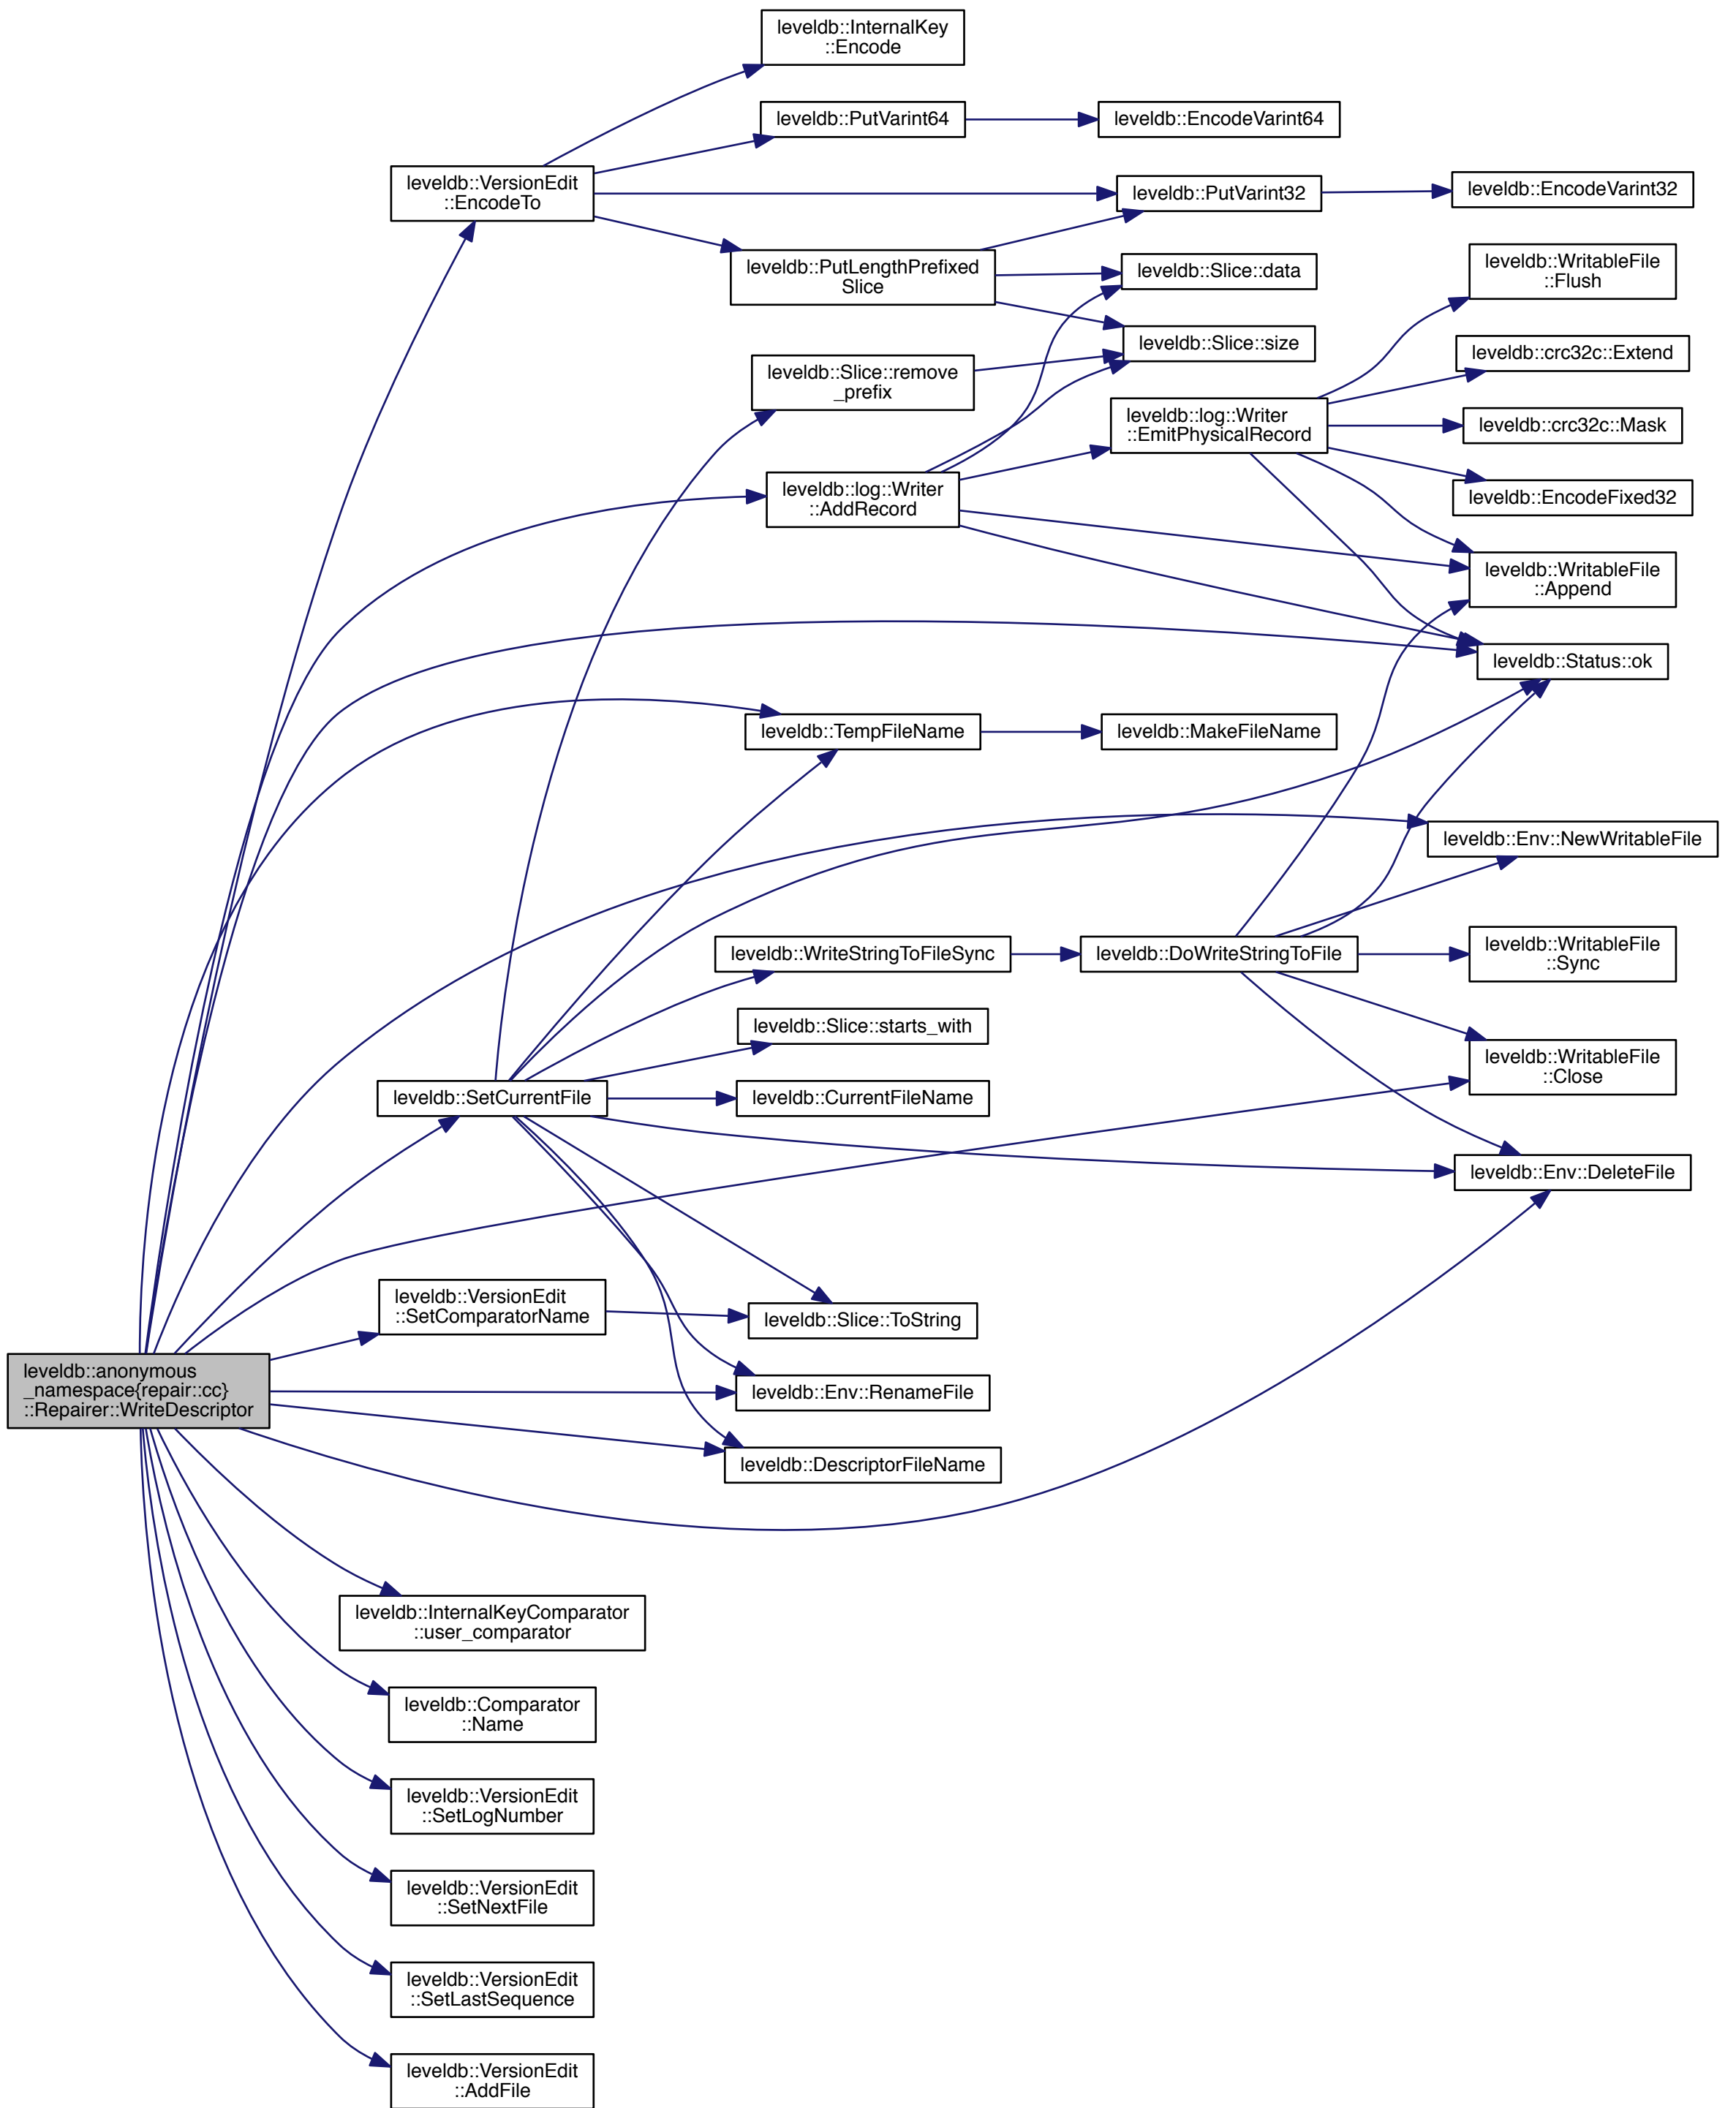 leveldb::InternalKey
::Encode
leveldb::PutVarint64
leveldb::EncodeVarint64
leveldb::VersionEdit
::EncodeTo
leveldb::PutVarint32
leveldb::EncodeVarint32
leveldb::PutLengthPrefixed
Slice
leveldb::Slice::data
leveldb::WritableFile
::Flush
leveldb::Slice::size
leveldb::crc32c::Extend
leveldb::Slice::remove
_prefix
leveldb::log::Writer
::EmitPhysicalRecord
leveldb::crc32c::Mask
leveldb::log::Writer
::AddRecord
leveldb::EncodeFixed32
leveldb::WritableFile
::Append
leveldb::Status::ok
leveldb::TempFileName
leveldb::MakeFileName
leveldb::Env::NewWritableFile
leveldb::WriteStringToFileSync
leveldb::DoWriteStringToFile
leveldb::WritableFile
::Sync
leveldb::Slice::starts_with
leveldb::WritableFile
::Close
leveldb::SetCurrentFile
leveldb::CurrentFileName
leveldb::Env::DeleteFile
leveldb::VersionEdit
::SetComparatorName
leveldb::Slice::ToString
leveldb::anonymous
_namespace{repair::cc}
::Repairer::WriteDescriptor
leveldb::Env::RenameFile
leveldb::DescriptorFileName
leveldb::InternalKeyComparator
::user_comparator
leveldb::Comparator
::Name
leveldb::VersionEdit
::SetLogNumber
leveldb::VersionEdit
::SetNextFile
leveldb::VersionEdit
::SetLastSequence
leveldb::VersionEdit
::AddFile